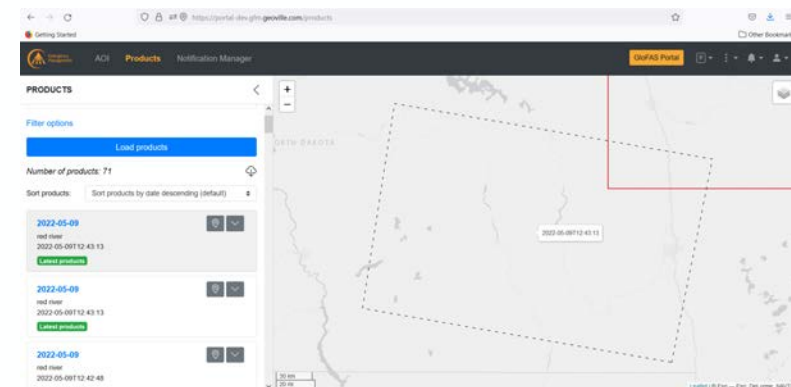 Getting Started
https://portal-dev.gfm.geoville.com/products
Other Bookmarks
AOI
Products
Notification Manager
GloFAS Portal
PRODUCTS
Filter options
Load products
Number of products: 71
Sort products:
Sort products by date descending (default)
2022-05-09
red river
2022-05-09T12:43:13
Latest products
2022-05-09
red river
2022-05-09T12:43:13
Latest products
2022-05-09
red river
2022-05-09T12:42:48
+
−
NORTH DAKOTA
2022-05-09T12:43:13
30 km
20 mi